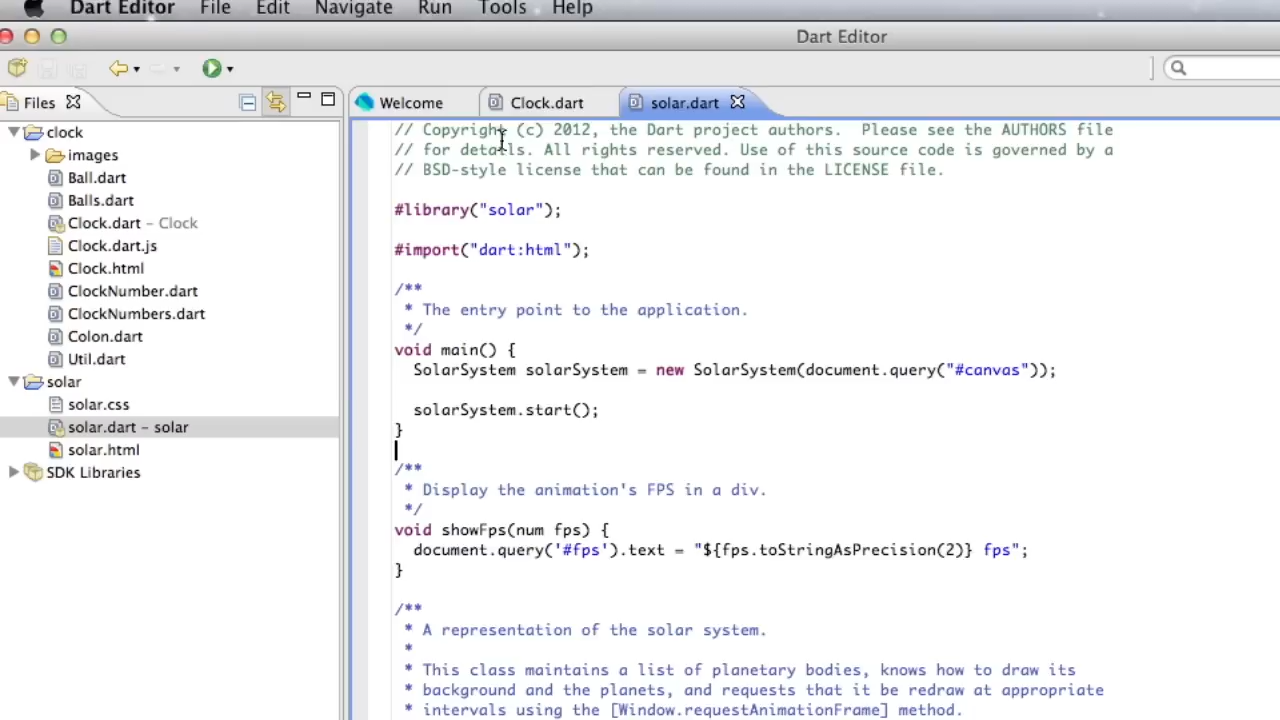 Dart Editor File Edit Navigate Run Tools Help
Dart Editor
Files
Welcome Clock.dart solar.dart
clock
images
Ball.dart
Balls.dart
Clock.dart – Clock
Clock.dart.js
Clock.html
ClockNumber.dart
ClockNumbers.dart
Colon.dart
Util.dart
solar
solar.css
solar.dart – solar
solar.html
SDK Libraries
// Copyright (c) 2012, the Dart project authors.  Please see the AUTHORS file
// for details. All rights reserved. Use of this source code is governed by a
// BSD-style license that can be found in the LICENSE file.
#library("solar");
#import("dart:html");
/**
 * The entry point to the application.
 */
void main() {
  SolarSystem solarSystem = new SolarSystem(document.query("#canvas"));
  solarSystem.start();
}
/**
 * Display the animation's FPS in a div.
 */
void showFps(num fps) {
  document.query('#fps').text = "${fps.toStringAsPrecision(2)} fps";
}
/**
 * A representation of the solar system.
 *
 * This class maintains a list of planetary bodies, knows how to draw its
 * background and the planets, and requests that it be redraw at appropriate
 * intervals using the [Window.requestAnimationFrame] method.